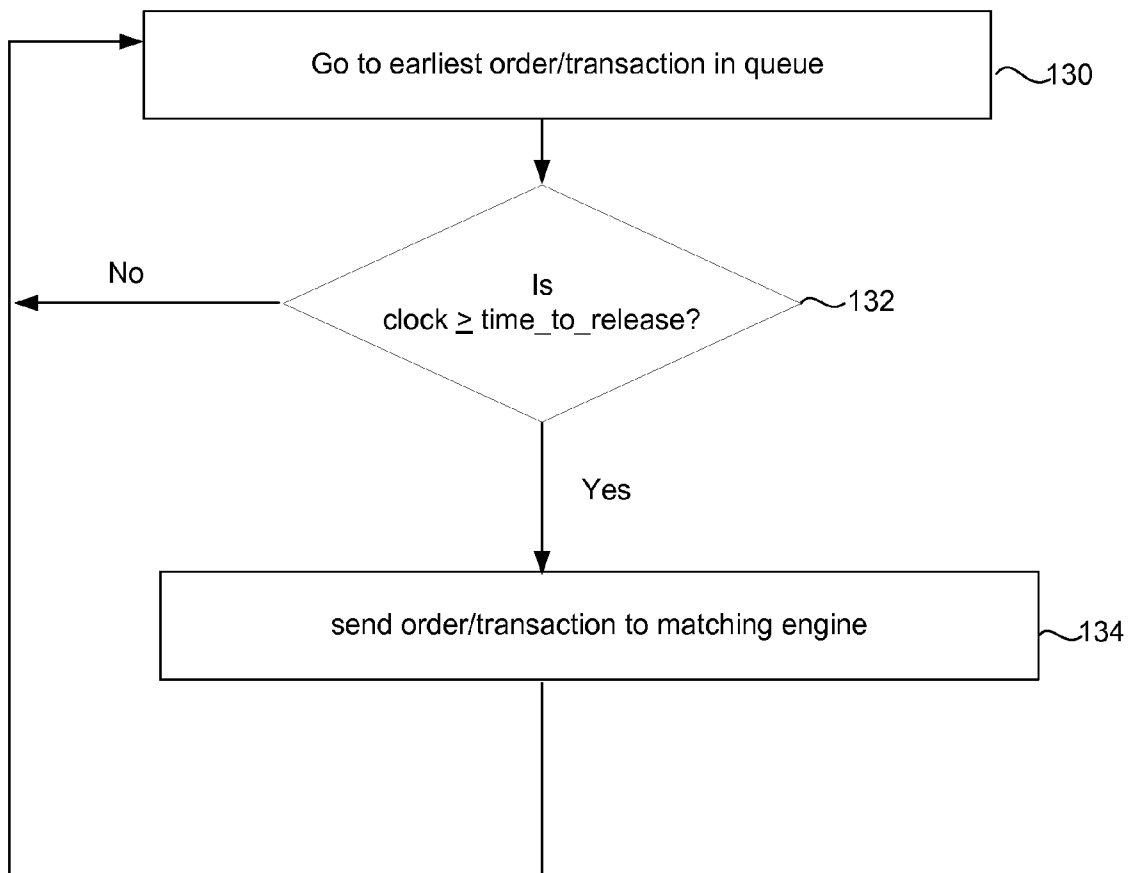 Go to earliest order/transaction in queue
130
No
Is
clock ≥ time_to_release?
132
Yes
send order/transaction to matching engine
134